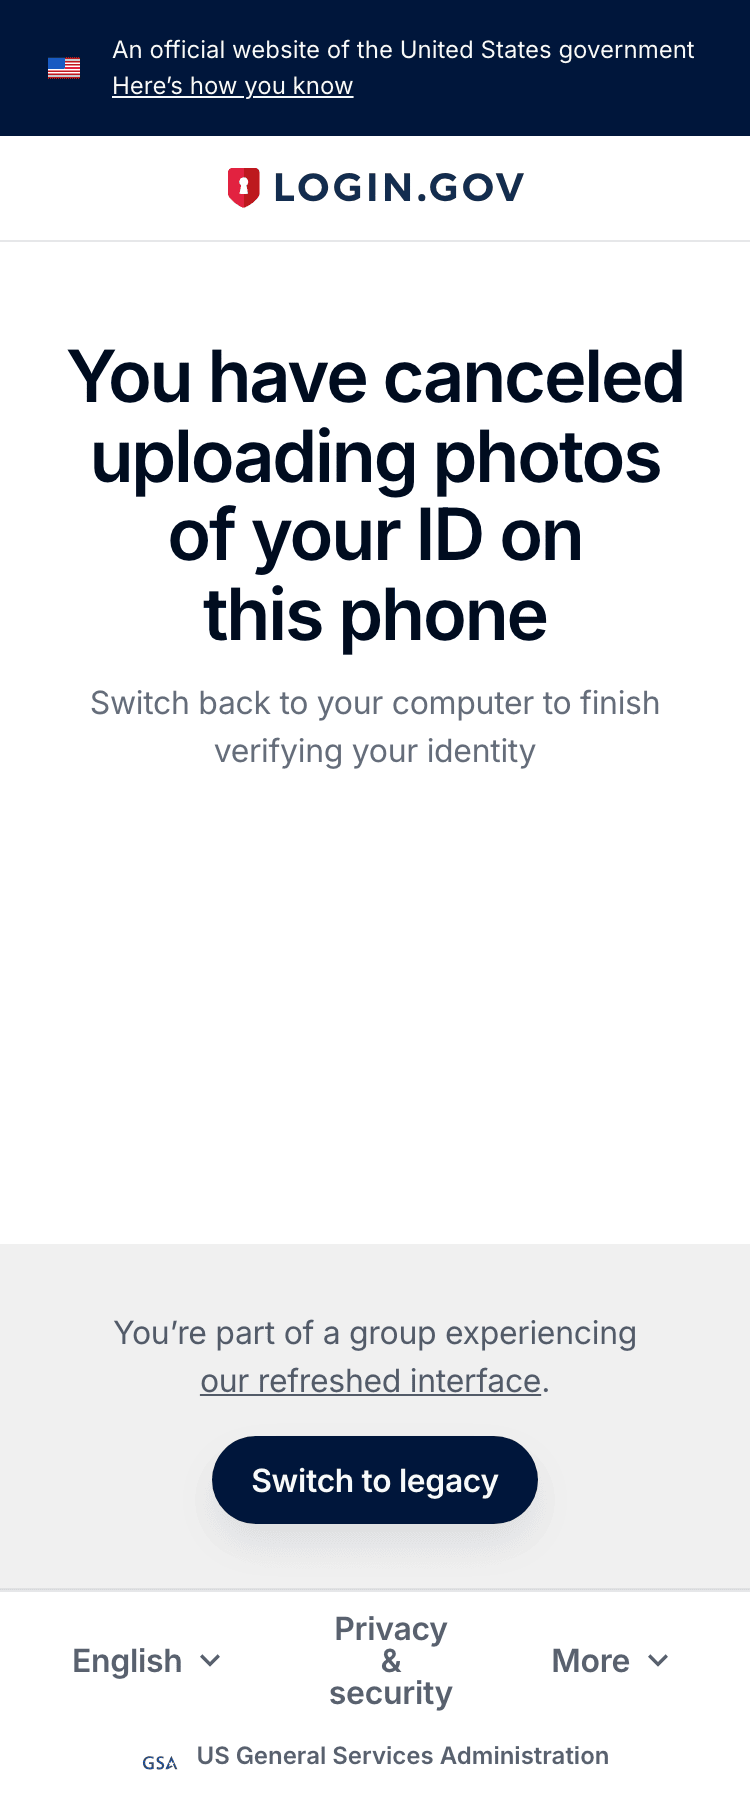 An official website of the United States government
Here’s how you know
LOGIN.GOV
You have canceled
uploading photos
of your ID on
this phone
Switch back to your computer to finish
verifying your identity
You’re part of a group experiencing
our refreshed interface.
Switch to legacy
English
Privacy
&
security
More
GSA US General Services Administration